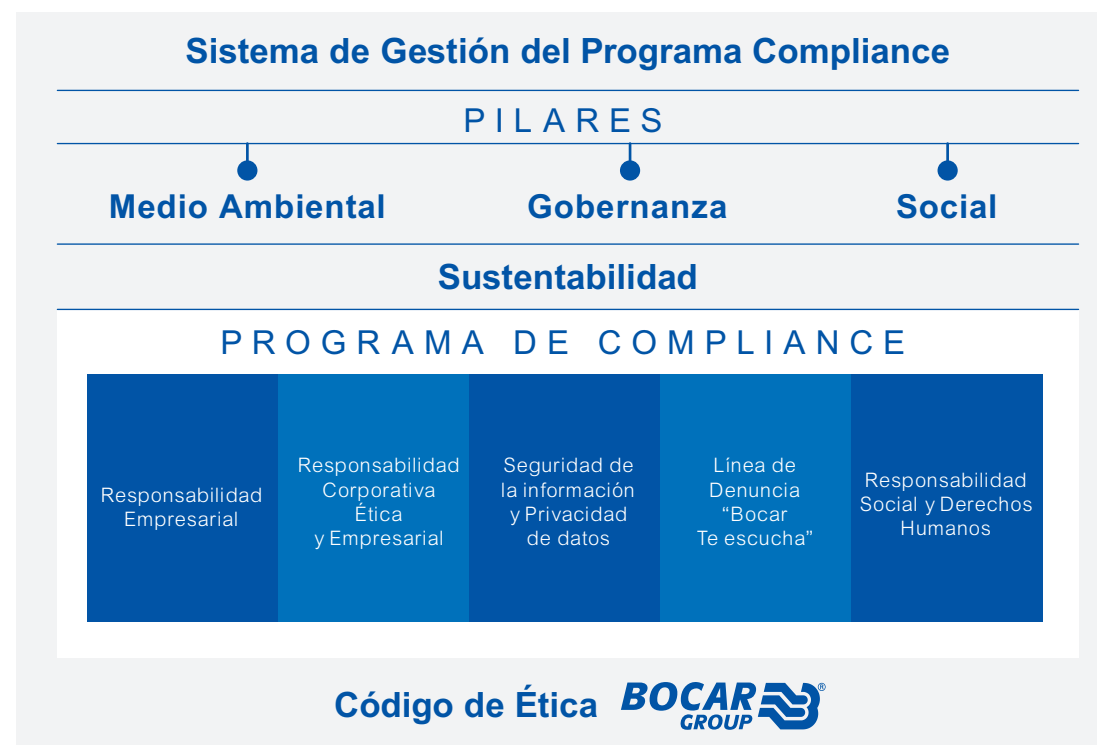 Sistema de Gestión del Programa Compliance
PILARES
Medio Ambiental
Gobernanza
Social
Sustentabilidad
PROGRAMA DE COMPLIANCE
Responsabilidad
Empresarial
Responsabilidad
Corporativa
Ética
y Empresarial
Seguridad de
la información
y Privacidad
de datos
Línea de
Denuncia
“Bocar
Te escucha”
Responsabilidad
Social y Derechos
Humanos
Código de Ética
BOCAR
GROUP
®